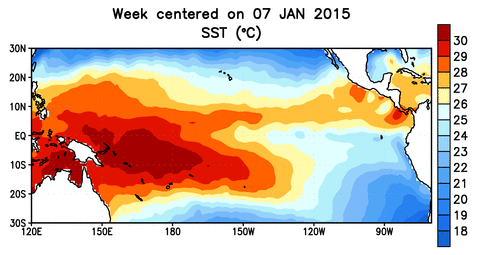 Week centered on 07 JAN 2015
SST (°C)
30N
20N
10N
EQ
10S
20S
30S
120E
150E
180
150W
120W
90W
30
29
28
27
26
25
24
23
22
21
20
19
18